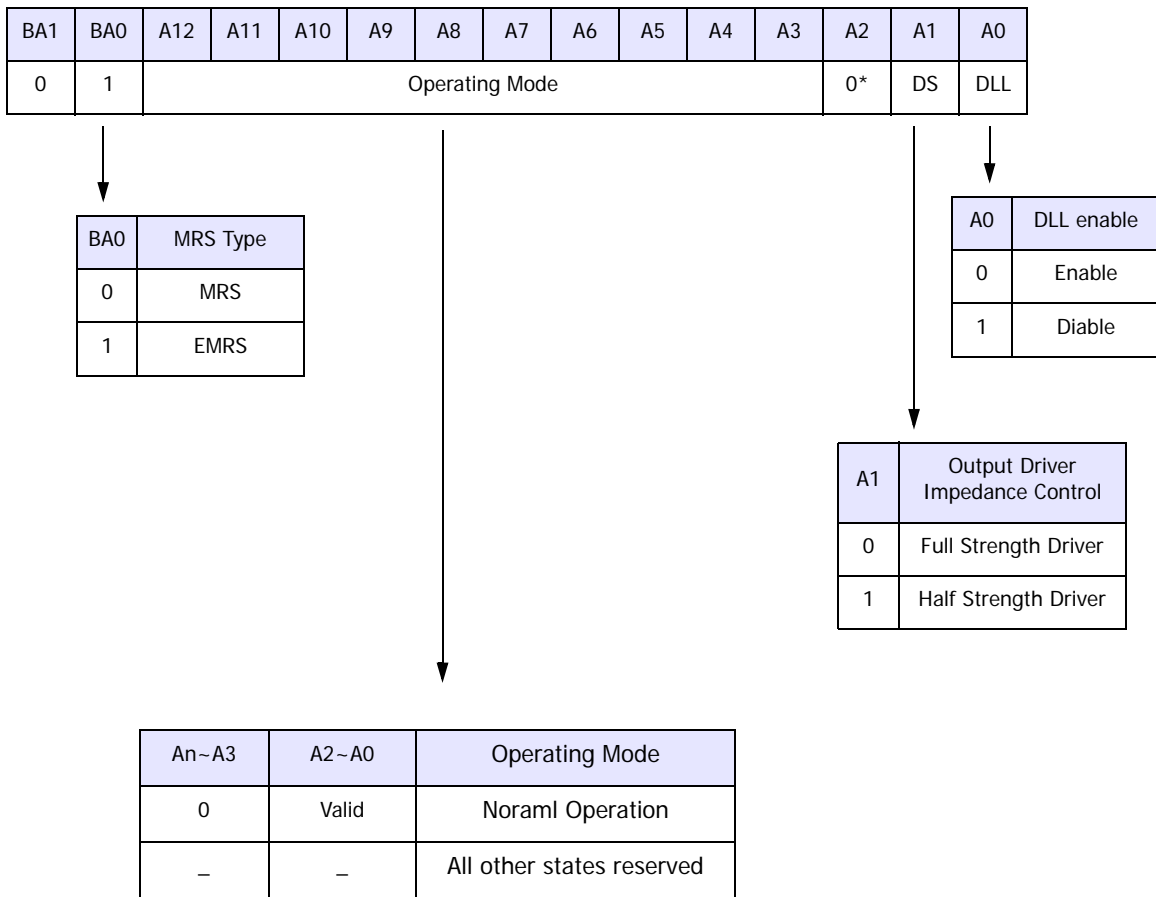 BA1 BA0 A12 A11 A10 A9 A8 A7 A6 A5 A4 A3 A2 A1 A0
0 1 Operating Mode 0* DS DLL
BA0 MRS Type
0 MRS
1 EMRS
A0 DLL enable
0 Enable
1 Diable
A1 Output Driver
Impedance Control
0 Full Strength Driver
1 Half Strength Driver
An~A3 A2~A0 Operating Mode
0 Valid Noraml Operation
_ _ All other states reserved